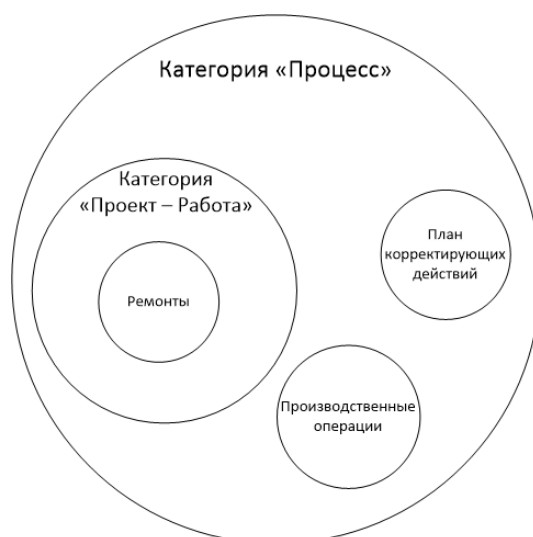 Категория «Процесс»
Категория
«Проект – Работа»
Ремонты
План
корректирующих
действий
Производственные
операции